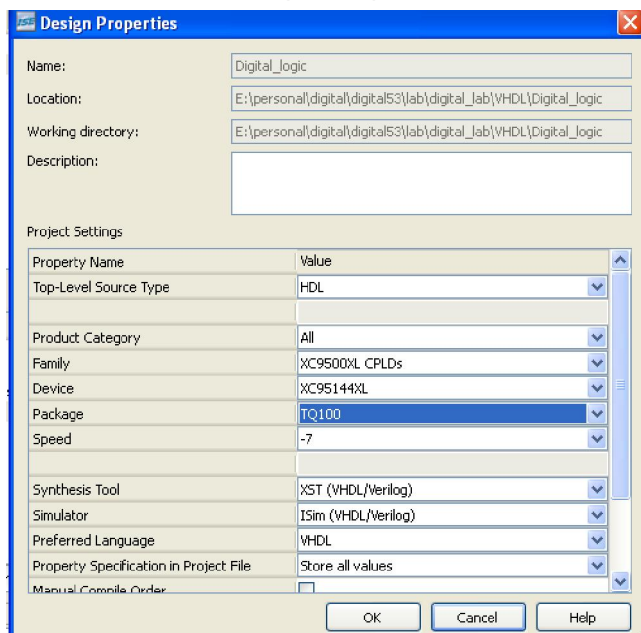 ISE Design Properties
Name: Digital_logic
Location: E:\personal\digital\digital53\lab\digital_lab\VHDL\Digital_logic
Working directory: E:\personal\digital\digital53\lab\digital_lab\VHDL\Digital_logic
Description:
Project Settings
Property Name Value
Top-Level Source Type HDL
Product Category All
Family XC9500XL CPLDs
Device XC95144XL
Package TQ100
Speed -7
Synthesis Tool XST (VHDL/Verilog)
Simulator ISim (VHDL/Verilog)
Preferred Language VHDL
Property Specification in Project File Store all values
Manual Compile Order
OK Cancel Help